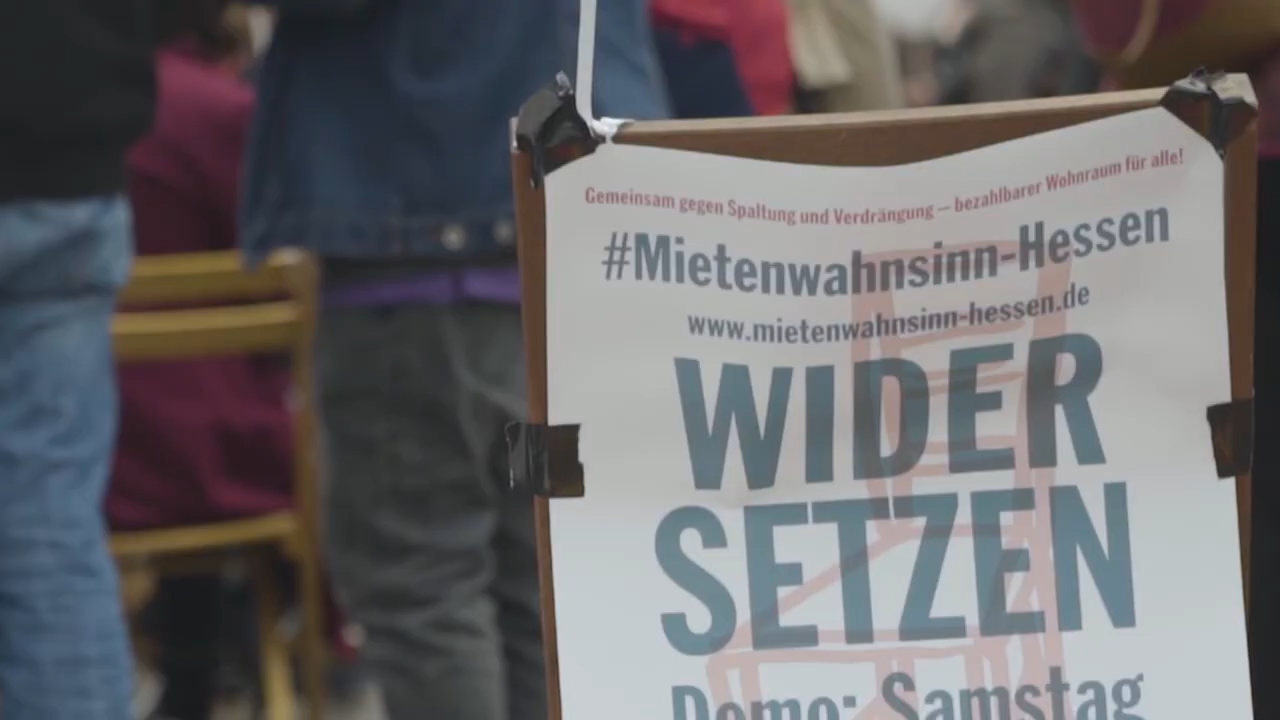 Gemeinsam gegen Spaltung und Verdrängung – bezahlbarer Wohnraum für alle!
#Mietenwahnsinn-Hessen
www.mietenwahnsinn-hessen.de
WIDER
SETZEN
Demo: Samstag